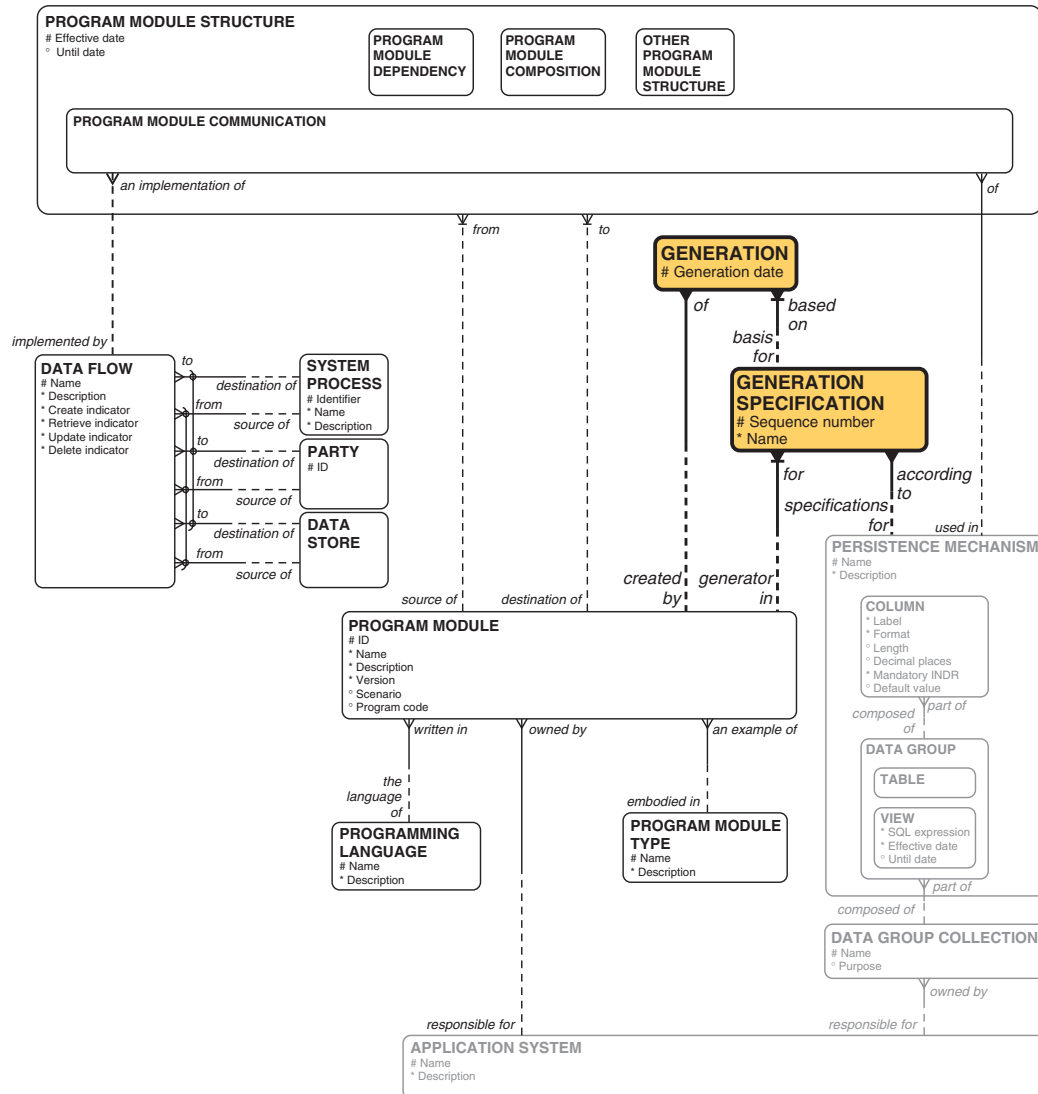 PROGRAM MODULE STRUCTURE
# Effective date
° Until date
PROGRAM
MODULE
DEPENDENCY
PROGRAM
MODULE
COMPOSITION
OTHER
PROGRAM
MODULE
STRUCTURE
PROGRAM MODULE COMMUNICATION
an implementation of
of
from
to
GENERATION
# Generation date
of
based
on
basis
for
implemented by
DATA FLOW
# Name
* Description
* Create indicator
* Retrieve indicator
* Update indicator
* Delete indicator
to
destination of
from
source of
to
destination of
from
source of
to
destination of
from
source of
SYSTEM
PROCESS
# Identifier
* Name
* Description
PARTY
# ID
DATA
STORE
GENERATION
SPECIFICATION
# Sequence number
* Name
for
according
to
specifications
for
used in
created
by
generator
in
source of
destination of
PERSISTENCE MECHANISM
# Name
* Description
COLUMN
* Label
* Format
° Length
° Decimal places
* Mandatory INDR
° Default value
part of
composed
of
DATA GROUP
TABLE
VIEW
* SQL expression
* Effective date
° Until date
part of
composed of
PROGRAM MODULE
# ID
* Name
* Description
* Version
° Scenario
° Program code
written in
owned by
an example of
the
language
of
embodied in
PROGRAMMING
LANGUAGE
# Name
* Description
PROGRAM MODULE
TYPE
# Name
* Description
DATA GROUP COLLECTION
# Name
° Purpose
owned by
responsible for
responsible for
APPLICATION SYSTEM
# Name
* Description